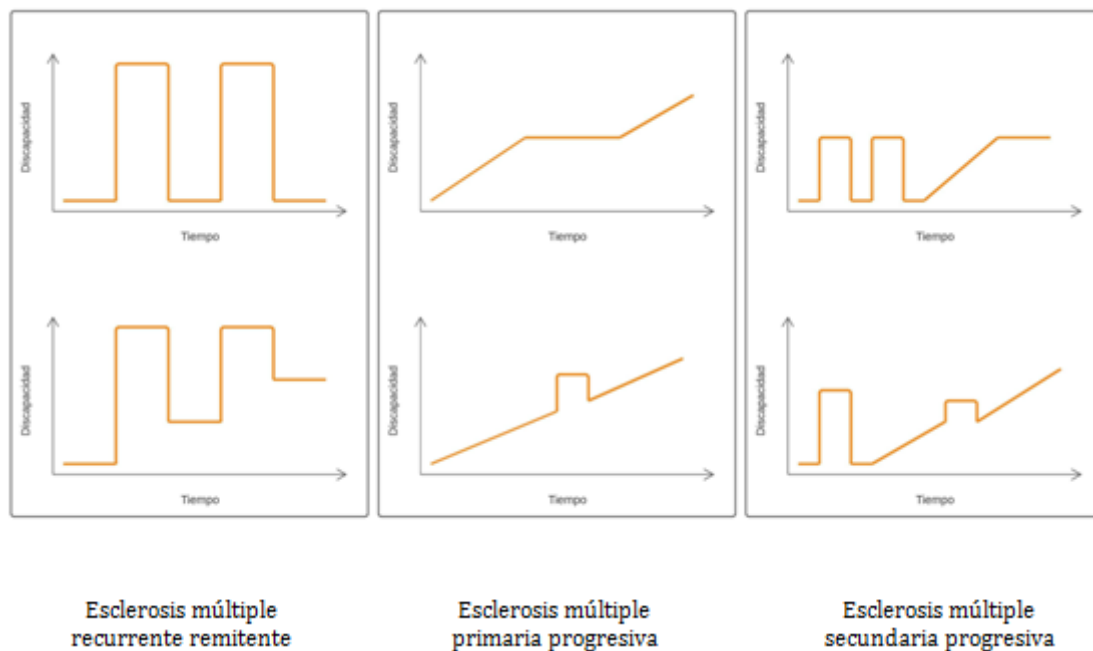 Discapacidad
Tiempo
Discapacidad
Tiempo
Discapacidad
Tiempo
Discapacidad
Tiempo
Discapacidad
Tiempo
Discapacidad
Tiempo
Esclerosis múltiple
recurrente remitente
Esclerosis múltiple
primaria progresiva
Esclerosis múltiple
secundaria progresiva